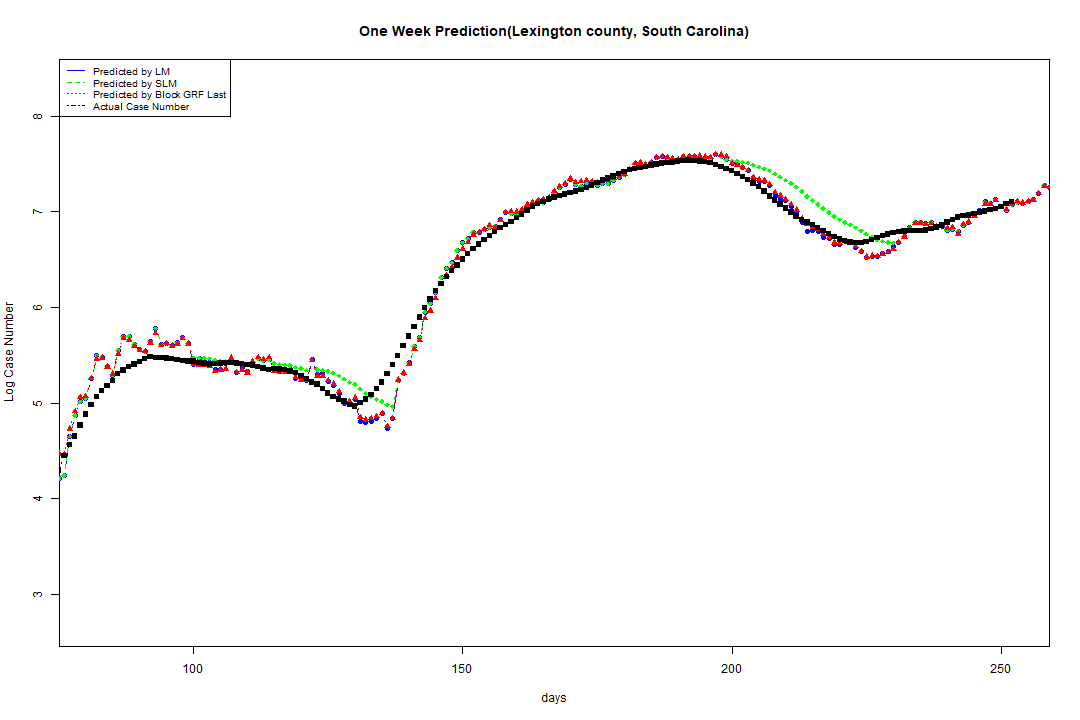 One Week Prediction(Lexington county, South Carolina)
Predicted by LM
Predicted by SLM
Predicted by Block GRF Last
Actual Case Number
8
7
6
5
4
3
Log Case Number
100 150 200 250
days